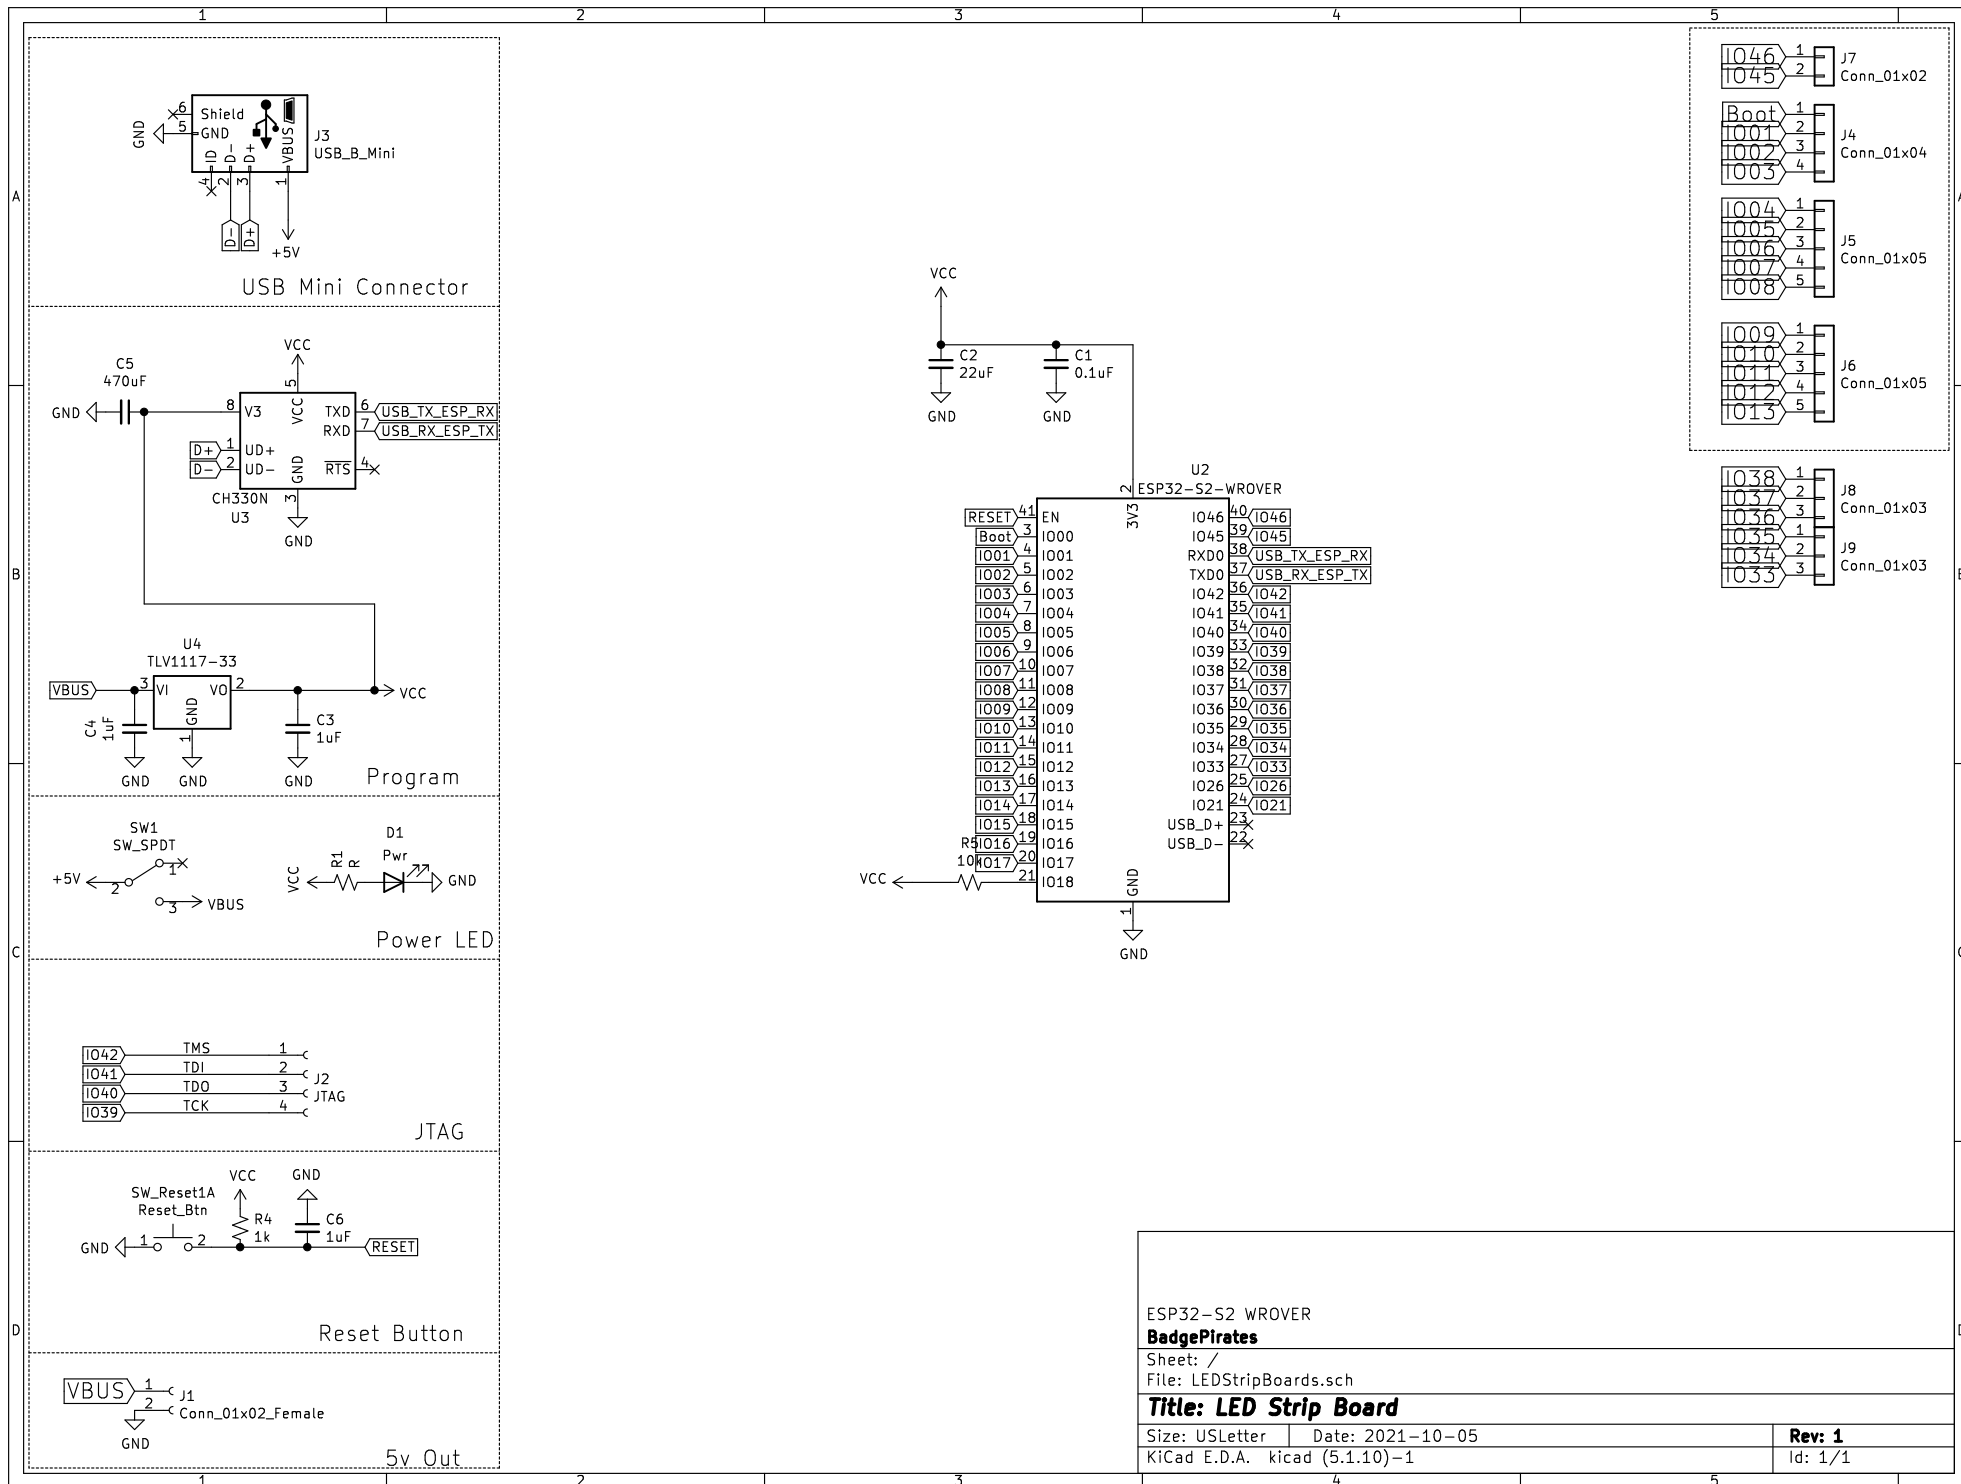 1 2 3 4 5
A
B
C
D
6 Shield
5 GND
GND
ID D- D+ VBUS
4 2 3 1
J3
USB_B_Mini
D- D+
+5V
USB Mini Connector
C5
470uF
GND
VCC
5
8 V3
VCC
TXD 6 USB_TX_ESP_RX
RXD 7 USB_RX_ESP_TX
D+ 1 UD+
D- 2 UD-
GND
RTS 4
CH330N
U3
3
GND
U4
TLV1117-33
VBUS
3 VI VO 2
GND
1
VCC
C4
1uF
C3
1uF
GND
GND
GND
Program
SW1
SW_SPDT
+5V
2
1
3
VBUS
D1
Pwr
R1
R
VCC
GND
Power LED
IO42 TMS 1
IO41 TDI 2
IO40 TDO 3
IO39 TCK 4
J2
JTAG
JTAG
VCC
GND
SW_Reset1A
Reset_Btn
R4
1k
C6
1uF
GND 1 2
RESET
Reset Button
VBUS 1
2
J1
Conn_01x02_Female
GND
5v Out
VCC
C2
22uF
C1
0.1uF
GND
GND
U2
ESP32-S2-WROVER
2
3V3
RESET 41 EN
Boot 3 IO00
IO01 4 IO01
IO02 5 IO02
IO03 6 IO03
IO04 7 IO04
IO05 8 IO05
IO06 9 IO06
IO07 10 IO07
IO08 11 IO08
IO09 12 IO09
IO10 13 IO10
IO11 14 IO11
IO12 15 IO12
IO13 16 IO13
IO14 17 IO14
IO15 18 IO15
IO16 19 IO16
IO17 20 IO17
21 IO18
R5
10k
VCC
IO46 40 IO46
IO45 39 IO45
RXD0 38 USB_TX_ESP_RX
TXD0 37 USB_RX_ESP_TX
IO42 36 IO42
IO41 35 IO41
IO40 34 IO40
IO39 33 IO39
IO38 32 IO38
IO37 31 IO37
IO36 30 IO36
IO35 29 IO35
IO34 28 IO34
IO33 27 IO33
IO26 25 IO26
IO21 24 IO21
USB_D+ 23
USB_D- 22
GND
1
GND
IO46 1
IO45 2
J7
Conn_01x02
Boot 1
IO01 2
IO02 3
IO03 4
J4
Conn_01x04
IO04 1
IO05 2
IO06 3
IO07 4
IO08 5
J5
Conn_01x05
IO09 1
IO10 2
IO11 3
IO12 4
IO13 5
J6
Conn_01x05
IO38 1
IO37 2
IO36 3
J8
Conn_01x03
IO35 1
IO34 2
IO33 3
J9
Conn_01x03
ESP32-S2 WROVER
BadgePirates
Sheet: /
File: LEDStripBoards.sch
Title: LED Strip Board
Size: USLetter Date: 2021-10-05 Rev: 1
KiCad E.D.A. kicad (5.1.10)-1 Id: 1/1
1 2 3 4 5